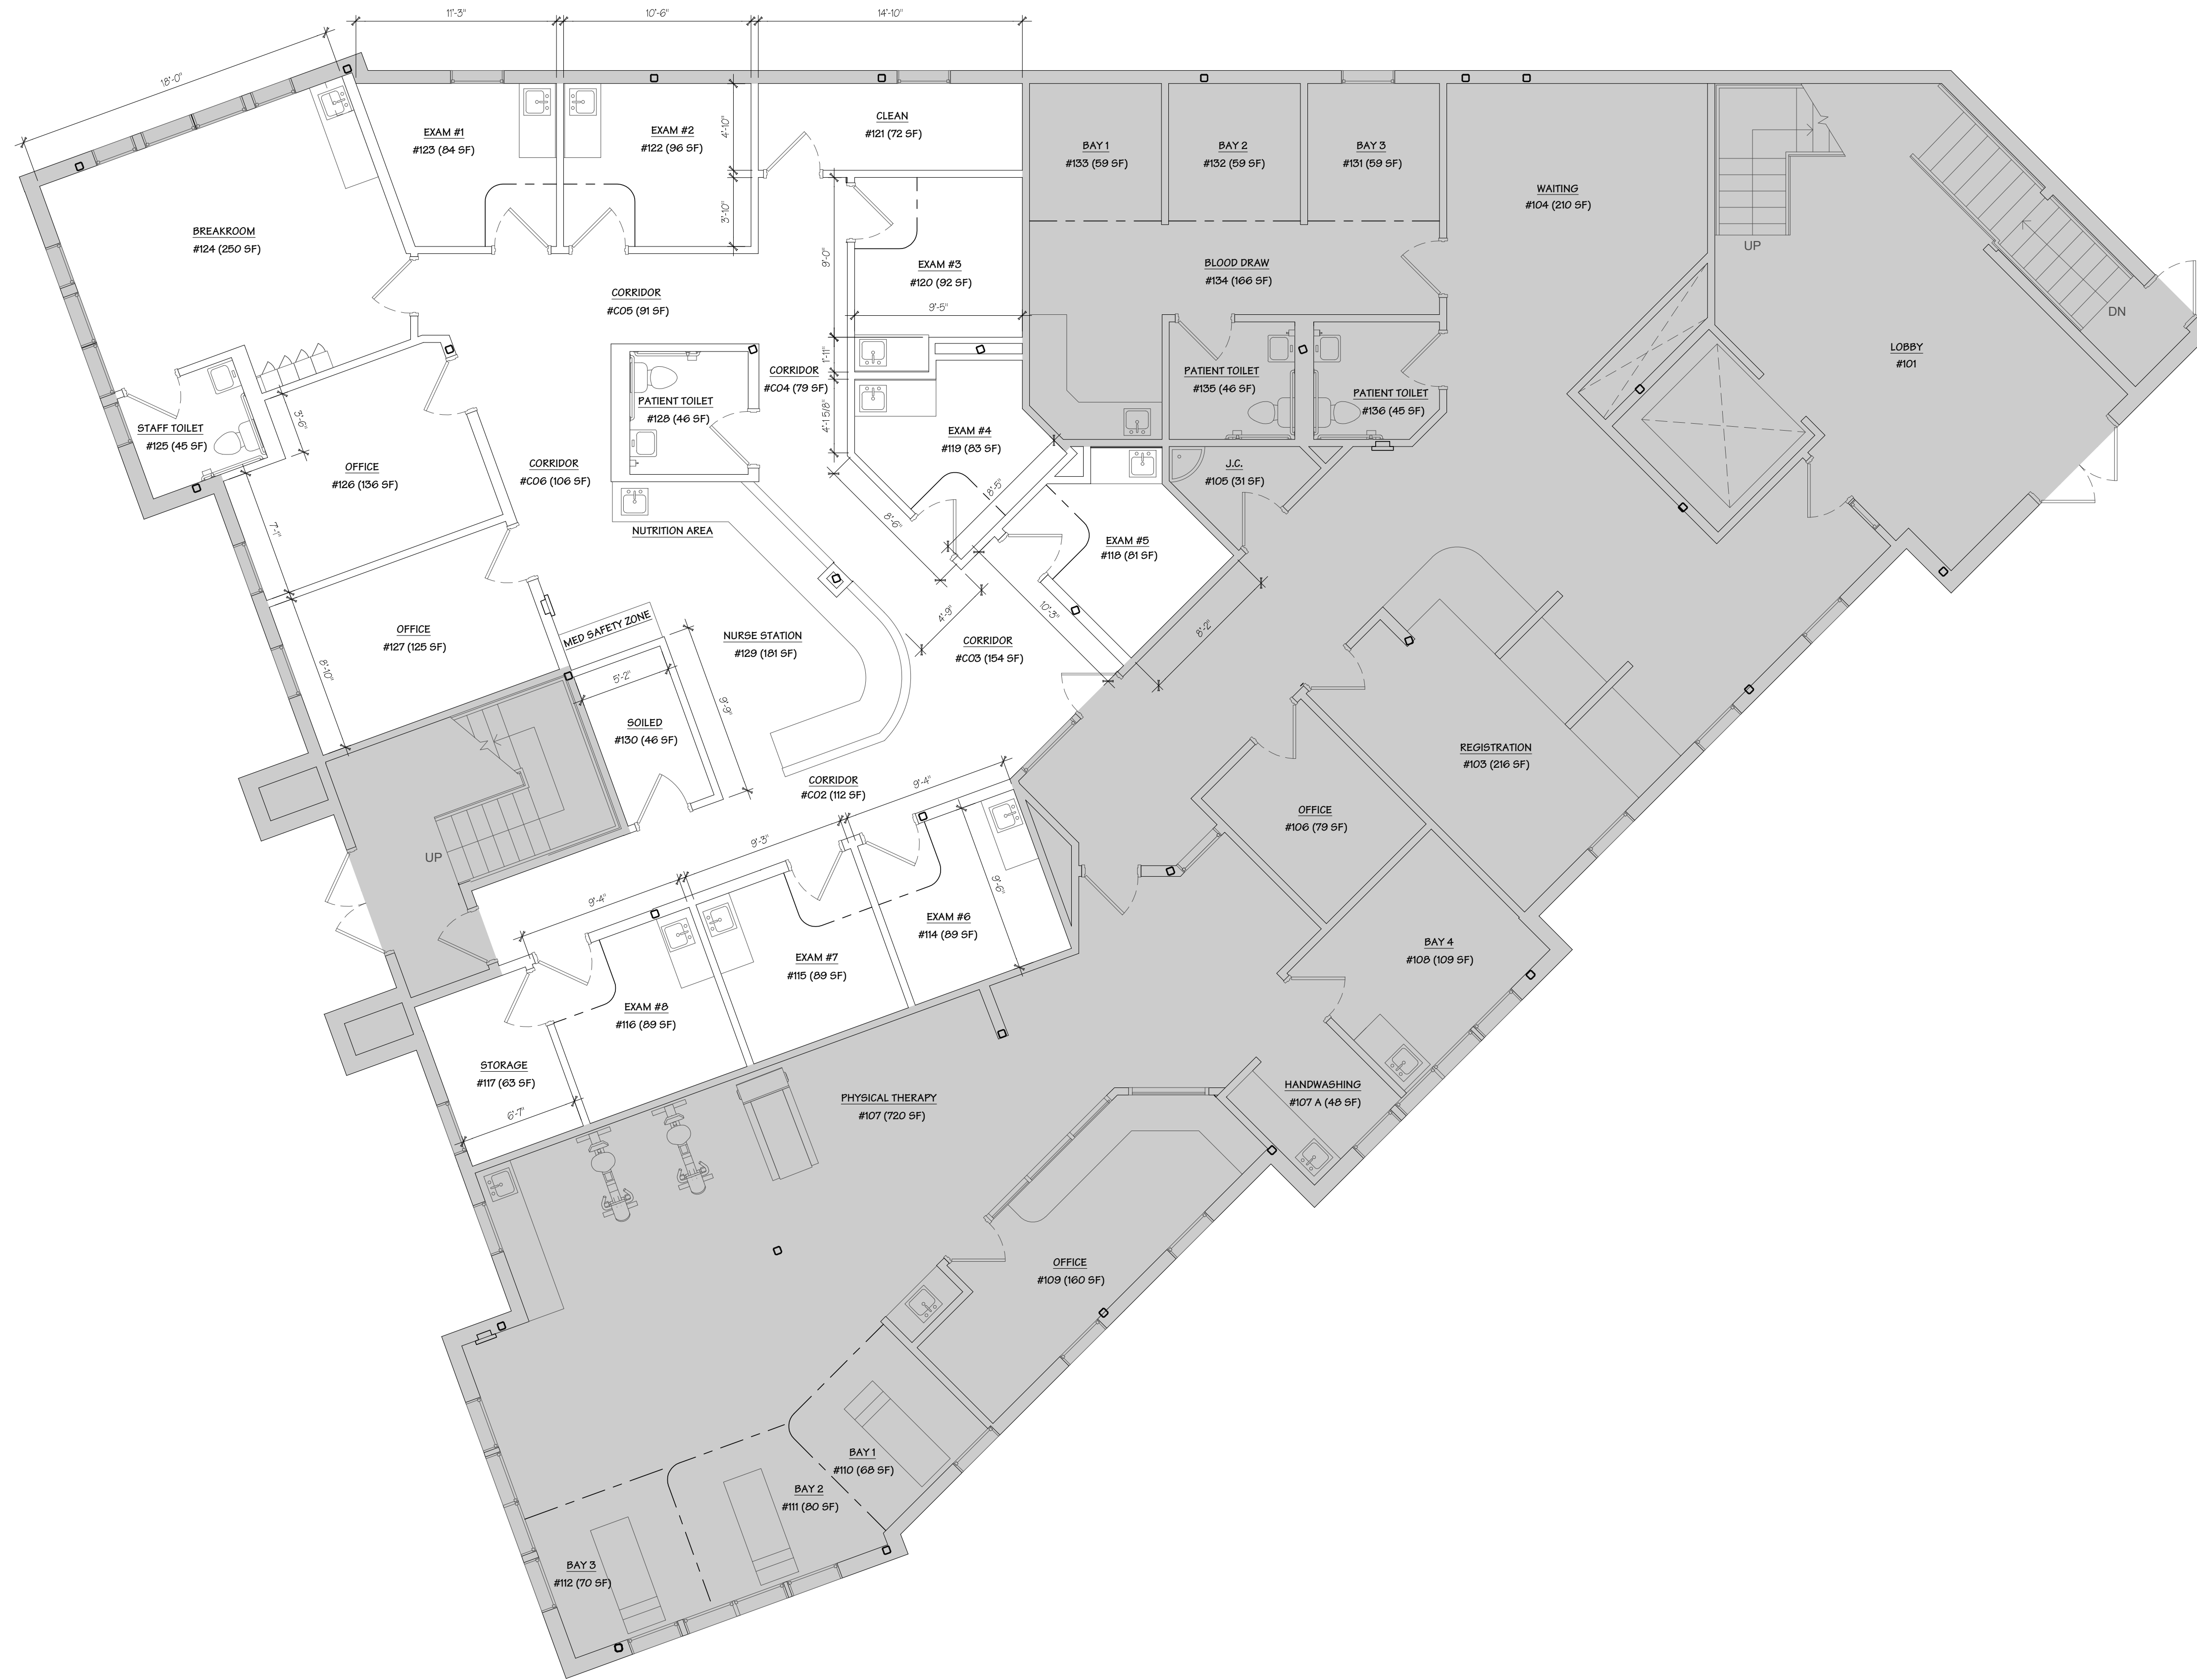 11'-3"
10'-6"
14'-10"
18'-0"
EXAM #1
#123 (84 SF)
EXAM #2
#122 (96 SF)
4'-10"
3'-10"
CLEAN
#121 (72 SF)
BAY 1
#133 (59 SF)
BAY 2
#132 (59 SF)
BAY 3
#131 (59 SF)
WAITING
#104 (210 SF)
UP
DN
LOBBY
#101
BREAKROOM
#124 (250 SF)
CORRIDOR
#C05 (91 SF)
9'-0"
EXAM #3
#120 (92 SF)
9'-5"
BLOOD DRAW
#134 (166 SF)
1'-11"
CORRIDOR
#C04 (79 SF)
4'-1 5/8"
PATIENT TOILET
#128 (46 SF)
PATIENT TOILET
#135 (46 SF)
PATIENT TOILET
#136 (45 SF)
STAFF TOILET
#125 (45 SF)
3'-6"
OFFICE
#126 (136 SF)
CORRIDOR
#C06 (106 SF)
EXAM #4
#119 (83 SF)
8'-5"
8'-6"
J.C.
#105 (31 SF)
NUTRITION AREA
7'-1"
EXAM #5
#118 (81 SF)
10'-3"
4'-9"
8'-2"
OFFICE
#127 (125 SF)
8'-10"
MED SAFETY ZONE
NURSE STATION
#129 (181 SF)
CORRIDOR
#C03 (154 SF)
5'-2"
9'-9"
SOILED
#130 (46 SF)
REGISTRATION
#103 (216 SF)
CORRIDOR
#C02 (112 SF)
9'-4"
9'-3"
9'-4"
9'-6"
UP
OFFICE
#106 (79 SF)
EXAM #6
#114 (89 SF)
EXAM #7
#115 (89 SF)
EXAM #8
#116 (89 SF)
BAY 4
#108 (109 SF)
STORAGE
#117 (63 SF)
6'-7"
PHYSICAL THERAPY
#107 (720 SF)
HANDWASHING
#107 A (48 SF)
OFFICE
#109 (160 SF)
BAY 1
#110 (68 SF)
BAY 2
#111 (80 SF)
BAY 3
#112 (70 SF)